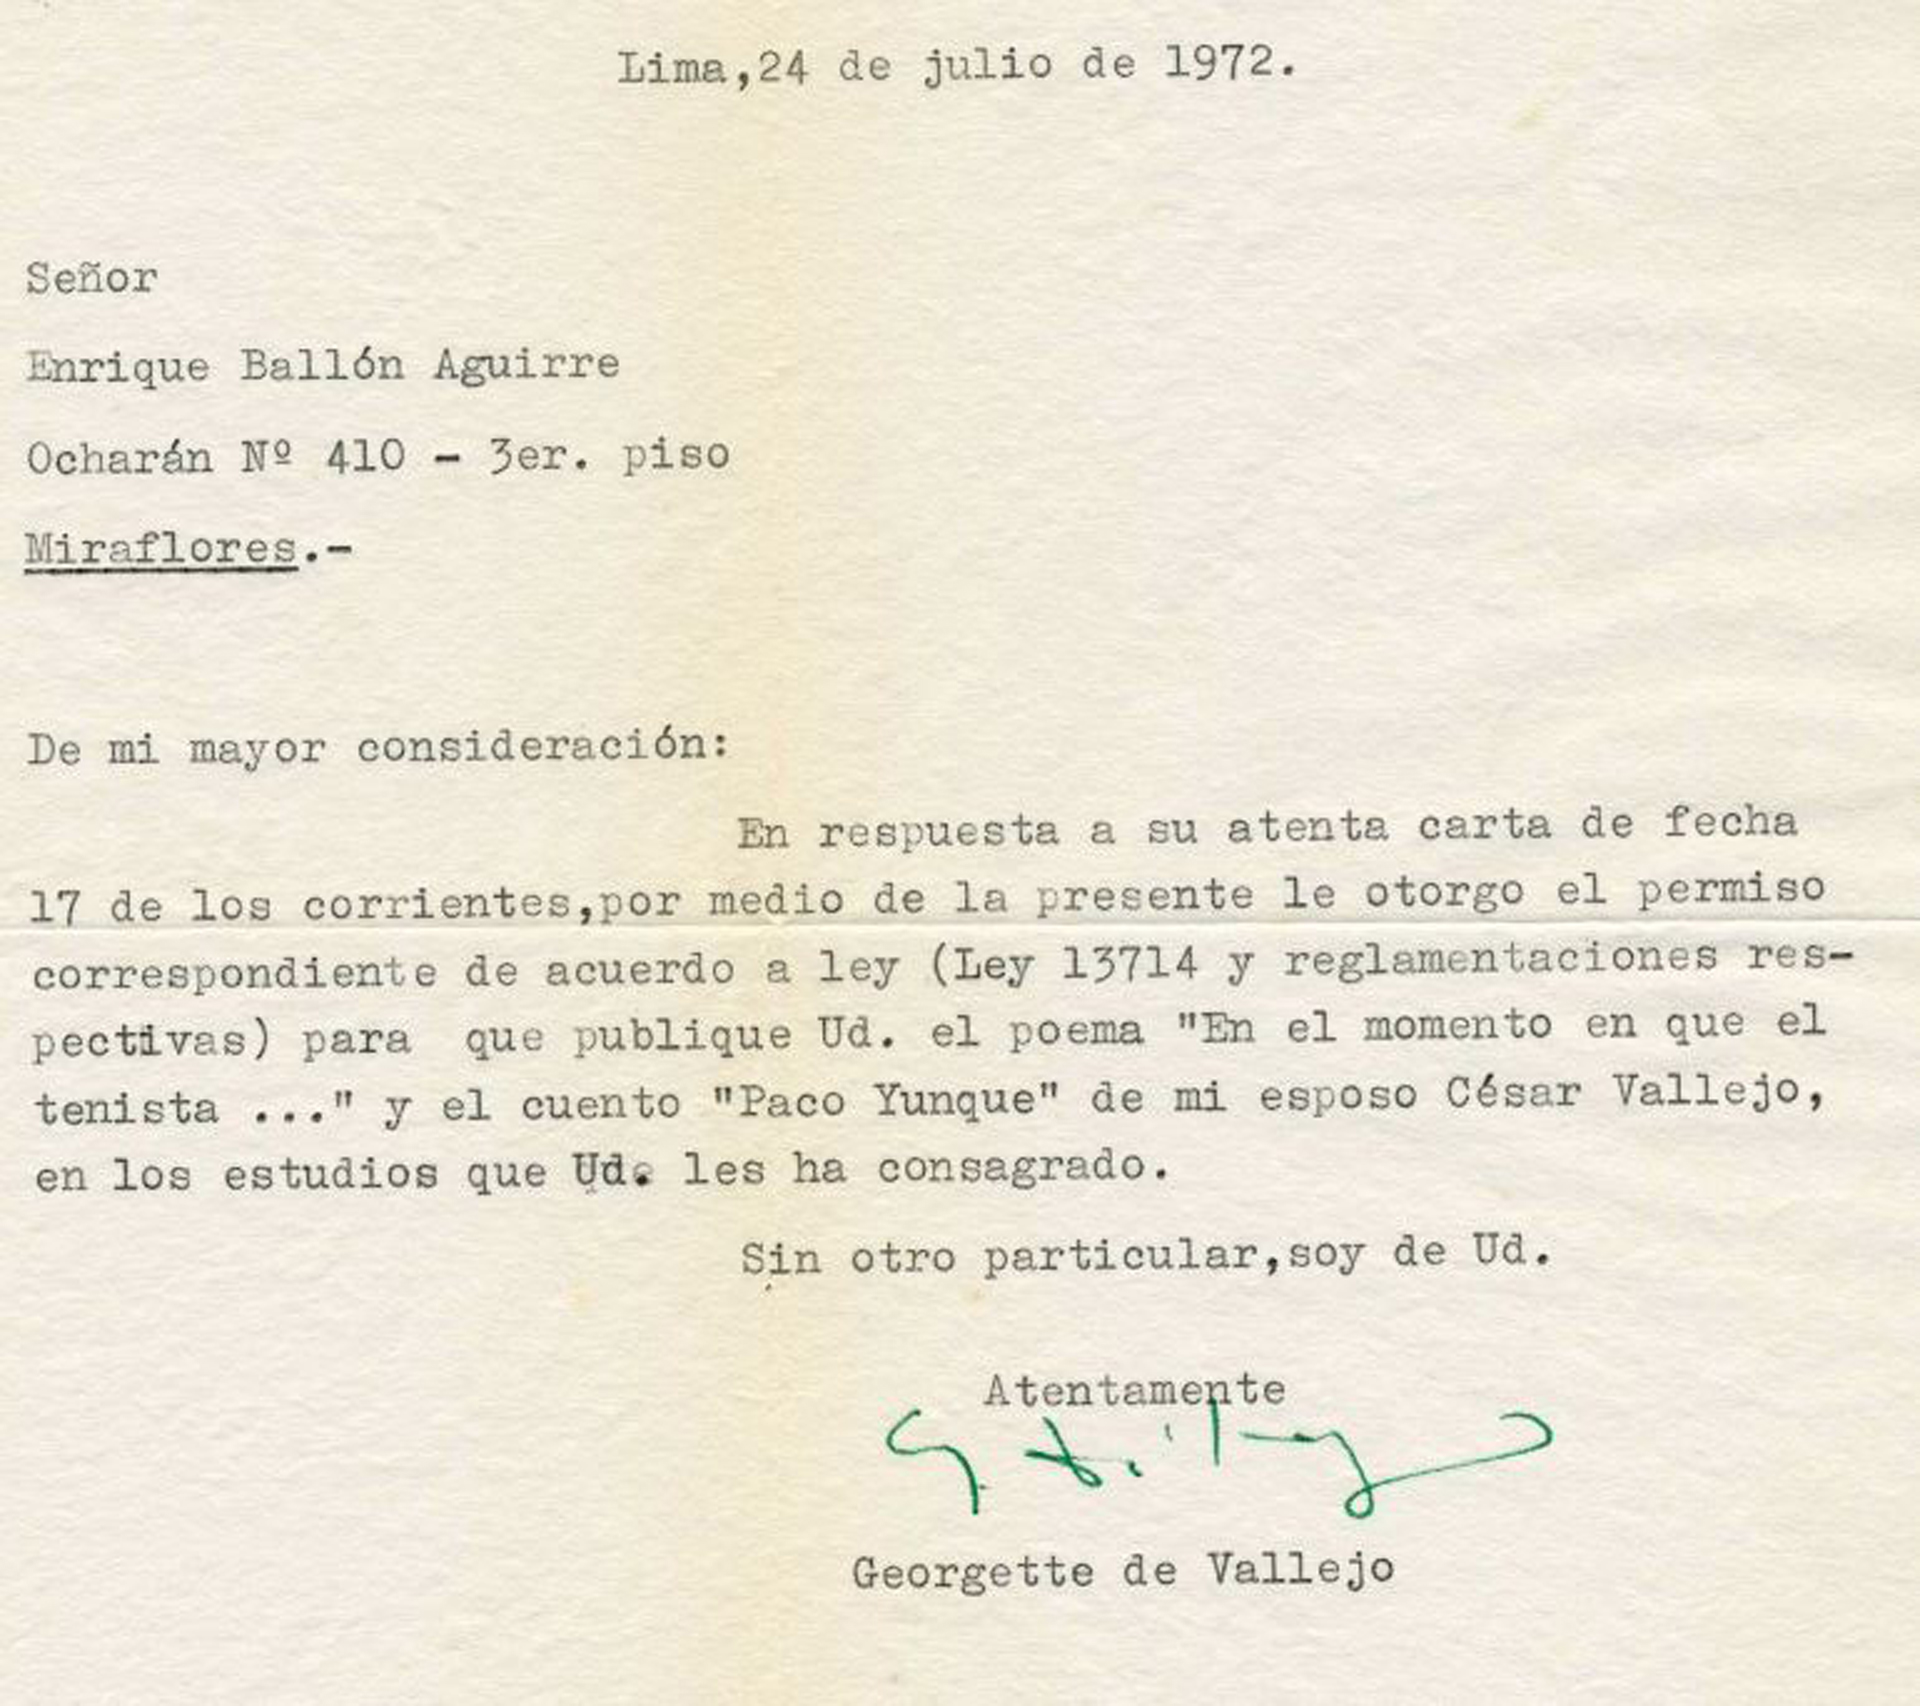 Lima,24 de julio de 1972.
Señor
Enrique Ballón Aguirre
Ocharán Nº 410 - 3er. piso
Miraflores.-
De mi mayor consideración:
En respuesta a su atenta carta de fecha
17 de los corrientes,por medio de la presente le otorgo el permiso
correspondiente de acuerdo a ley (Ley 13714 y reglamentaciones res-
pectivas) para que publique Ud. el poema "En el momento en que el
tenista ..." y el cuento "Paco Yunque" de mi esposo César Vallejo,
en los estudios que Ud. les ha consagrado.
Sin otro particular,soy de Ud.
Atentamente
Georgette de Vallejo